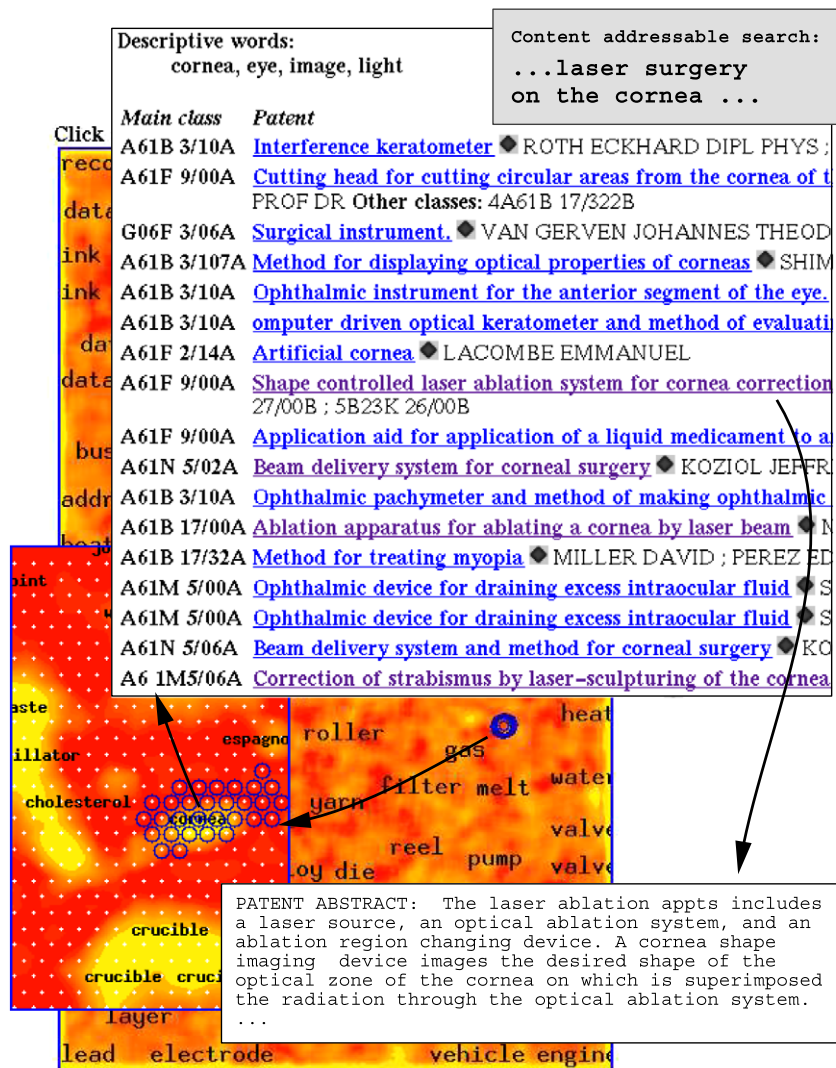 Descriptive words:
cornea, eye, image, light
Content addressable search:
...laser surgery
on the cornea ...
Main class Patent
A61B 3/10A Interference keratometer ROTH ECKHARD DIPL PHYS ;
A61F 9/00A Cutting head for cutting circular areas from the cornea of t
PROF DR Other classes: 4A61B 17/322B
G06F 3/06A Surgical instrument. VAN GERVEN JOHANNES THEOD
A61B 3/107A Method for displaying optical properties of corneas SHIM
A61B 3/10A Ophthalmic instrument for the anterior segment of the eye.
A61B 3/10A omputer driven optical keratometer and method of evaluati
A61F 2/14A Artificial cornea LACOMBE EMMANUEL
A61F 9/00A Shape controlled laser ablation system for cornea correction
27/00B ; 5B23K 26/00B
A61F 9/00A Application aid for application of a liquid medicament to a
A61N 5/02A Beam delivery system for corneal surgery KOZIOL JEFFR
A61B 3/10A Ophthalmic pachymeter and method of making ophthalmic
A61B 17/00A Ablation apparatus for ablating a cornea by laser beam
A61B 17/32A Method for treating myopia MILLER DAVID ; PEREZ ED
A61M 5/00A Ophthalmic device for draining excess intraocular fluid S
A61M 5/00A Ophthalmic device for draining excess intraocular fluid S
A61N 5/06A Beam delivery system and method for corneal surgery KO
A6 1M5/06A Correction of strabismus by laser-sculpturing of the cornea
Click
reco
data
ink
ink
da
data
bus
addr
oint
aste
illator
espagno
cholesterol
cornea
crucible
crucible cruci
roller
gas
heat
filter melt
water
yarn
valve
reel
pump
valve
oy die
PATENT ABSTRACT: The laser ablation appts includes
a laser source, an optical ablation system, and an
ablation region changing device. A cornea shape
imaging device images the desired shape of the
optical zone of the cornea on which is superimposed
the radiation through the optical ablation system.
...
layer
lead electrode vehicle engine